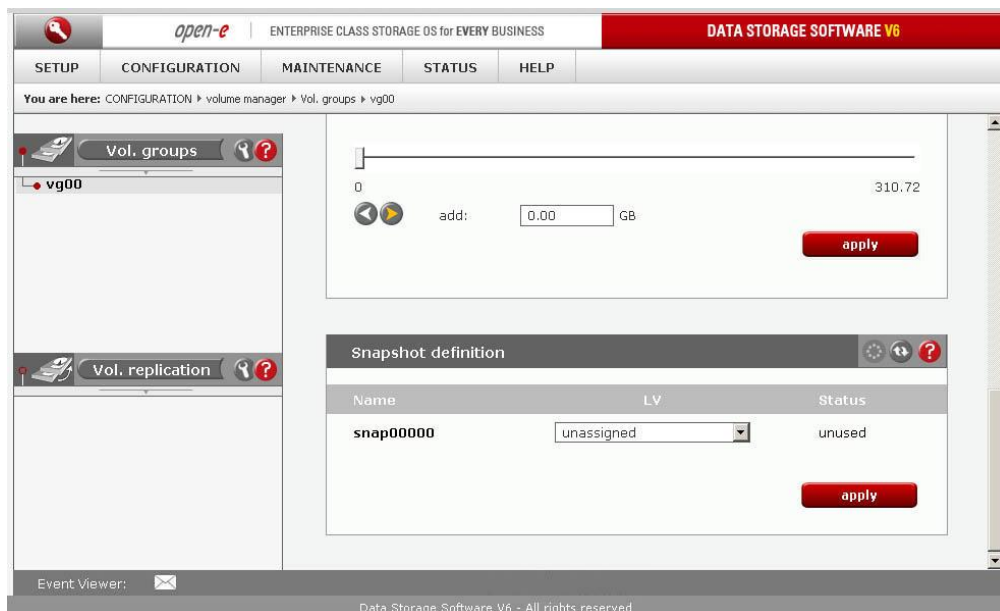 open-e ENTERPRISE CLASS STORAGE OS for EVERY BUSINESS DATA STORAGE SOFTWARE V6
SETUP CONFIGURATION MAINTENANCE STATUS HELP
You are here: CONFIGURATION volume manager Vol. groups vg00
Vol. groups ?
vg00
0 310.72
add: 0.00 GB
apply
Vol. replication ?
Snapshot definition ?
Name LV Status
snap00000 unassigned unused
apply
Event Viewer:
Data Storage Software V6 - All rights reserved